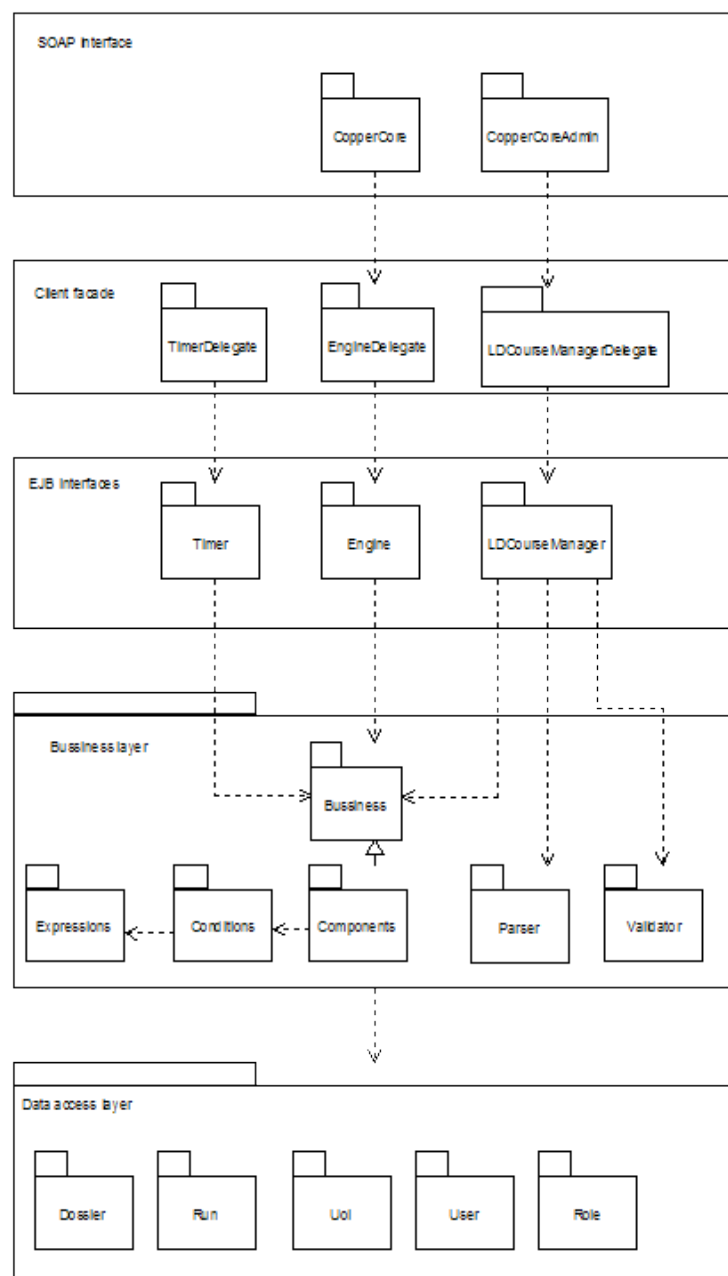 SOAP Interface
CopperCore
CopperCoreAdmin
Client facade
TimerDelegate
EngineDelegate
LDCourseManagerDelegate
EJB Interfaces
Timer
Engine
LDCourseManager
Bussiness layer
Bussiness
Expressions
Conditions
Components
Parser
Validator
Data access layer
Dossier
Run
Uol
User
Role